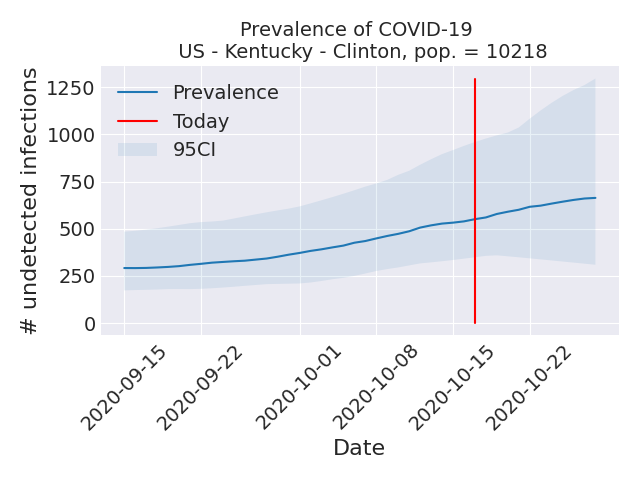 Prevalence of COVID-19
US - Kentucky - Clinton, pop. = 10218
# undetected infections
1250
1000
750
500
250
0
Prevalence
Today
95CI
2020-09-15
2020-09-22
2020-10-01
2020-10-08
2020-10-15
2020-10-22
Date